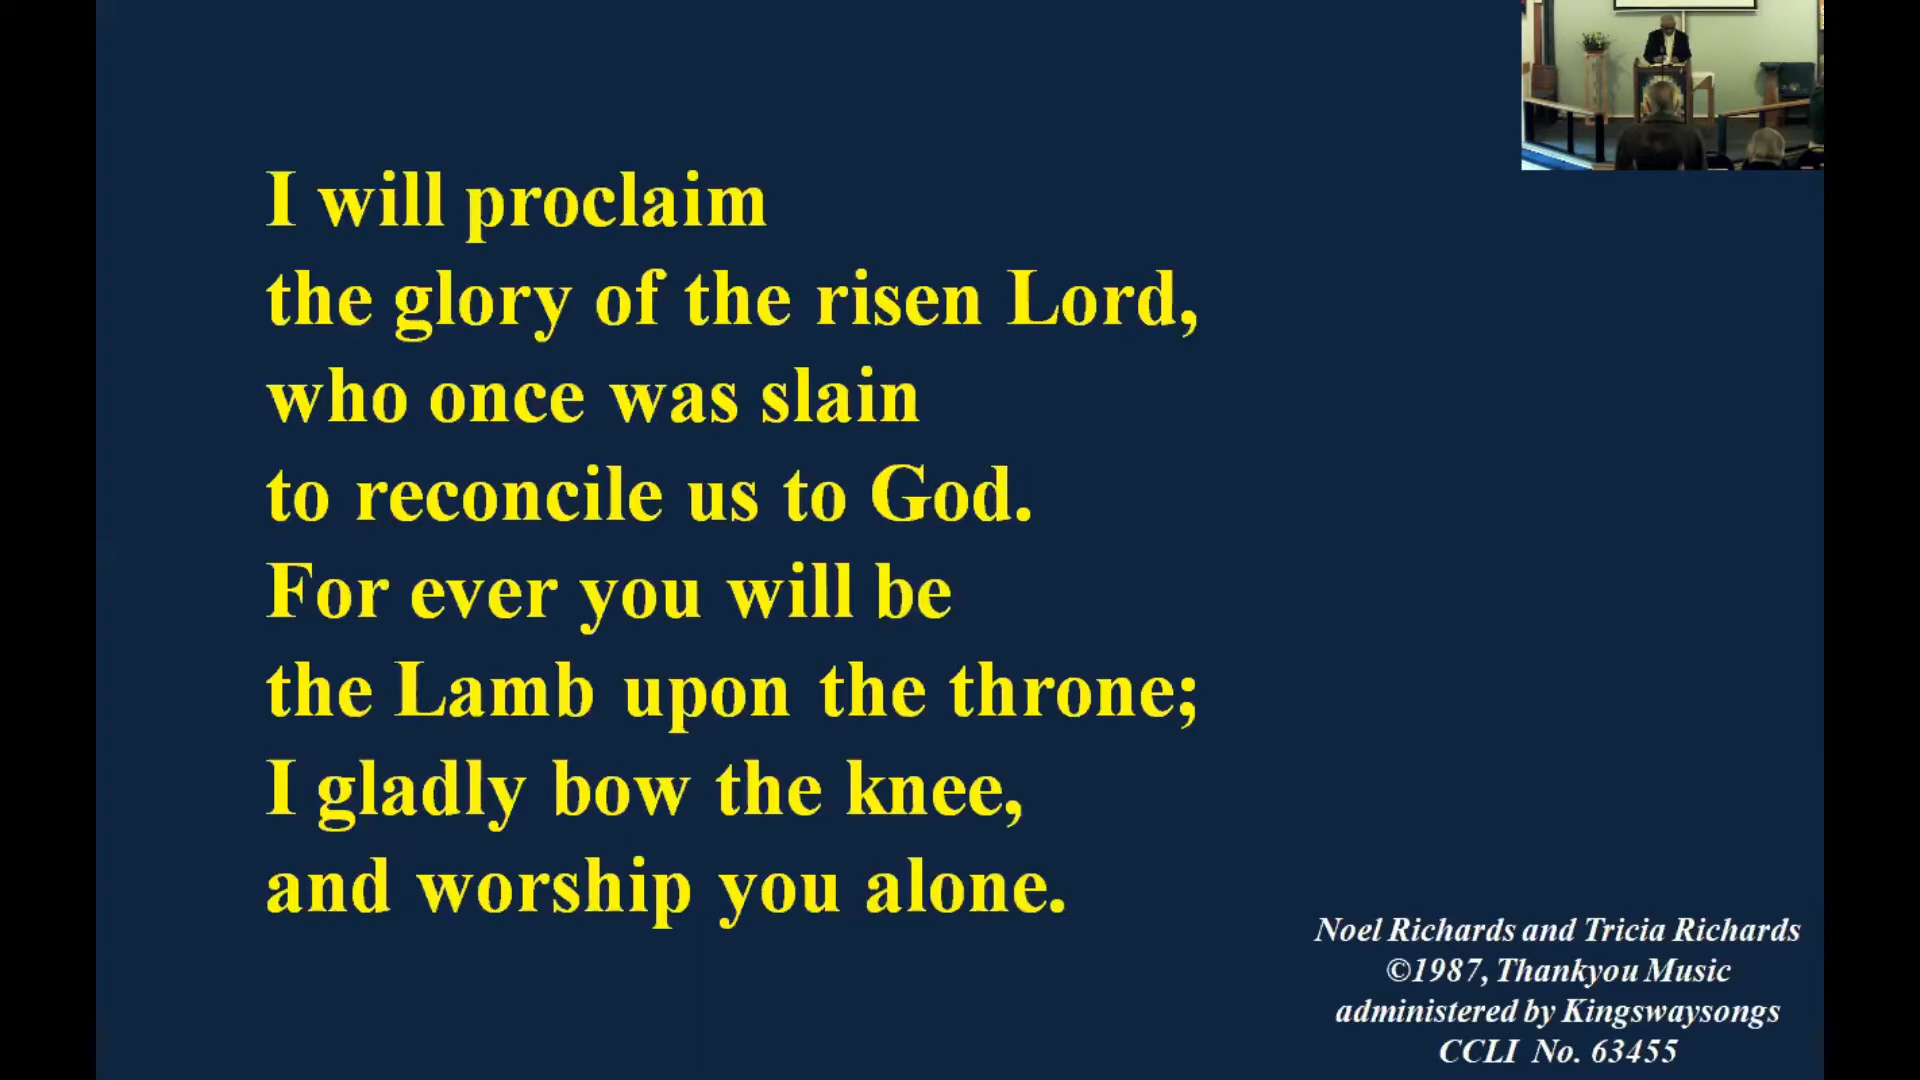 I will proclaim
the glory of the risen Lord,
who once was slain
to reconcile us to God.
For ever you will be
the Lamb upon the throne;
I gladly bow the knee,
and worship you alone.
Noel Richards and Tricia Richards
©1987, Thankyou Music
administered by Kingswaysongs
CCLI No. 63455